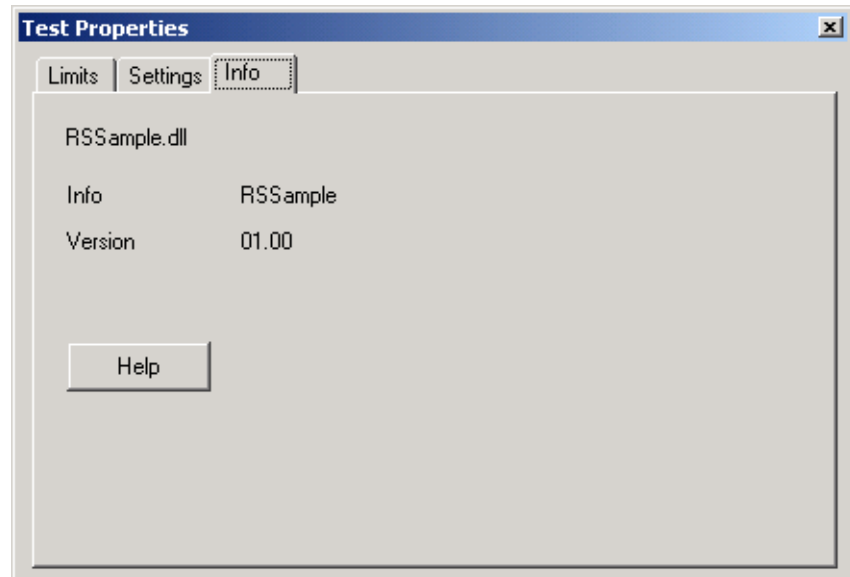 Test Properties
Limits Settings Info
RSSample.dll
Info RSSample
Version 01.00
Help